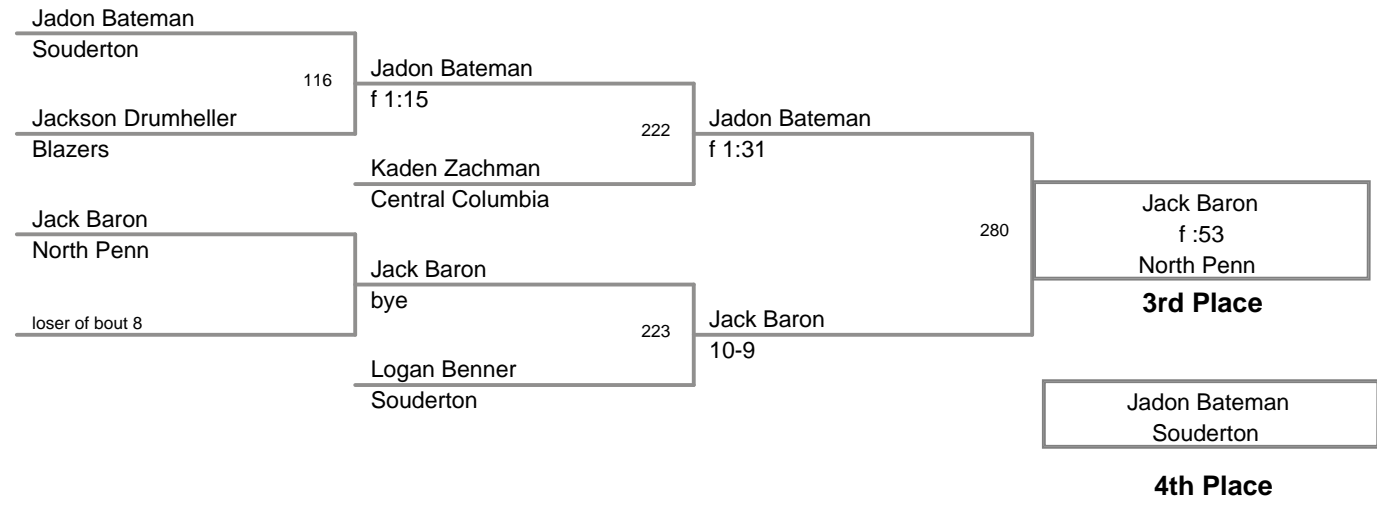 Jadon Bateman
Souderton
116
Jackson Drumheller
Blazers
Jack Baron
North Penn
loser of bout 8
Jadon Bateman
f 1:15
222
Kaden Zachman
Central Columbia
Jack Baron
bye
223
Logan Benner
Souderton
Jadon Bateman
f 1:31
280
Jack Baron
10-9
Jack Baron
f :53
North Penn
3rd Place
Jadon Bateman
Souderton
4th Place